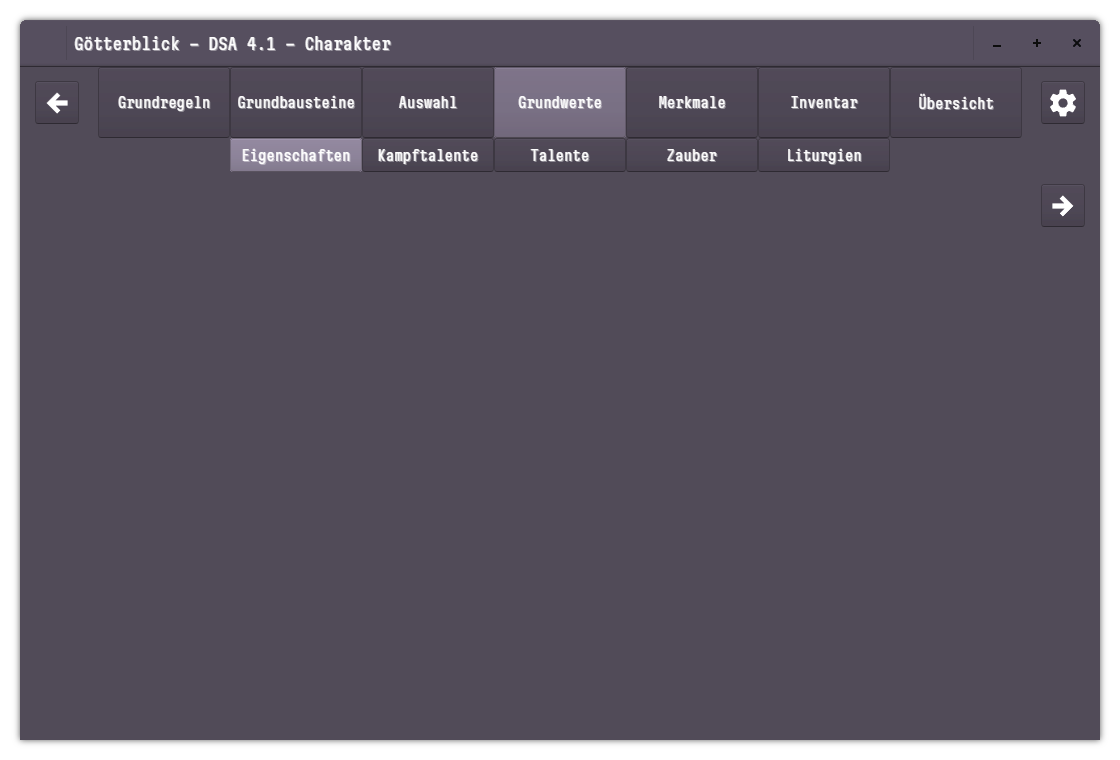 Götterblick – DSA 4.1 – Charakter
Grundregeln Grundbausteine Auswahl Grundwerte Merkmale Inventar Übersicht
Eigenschaften Kampftalente Talente Zauber Liturgien